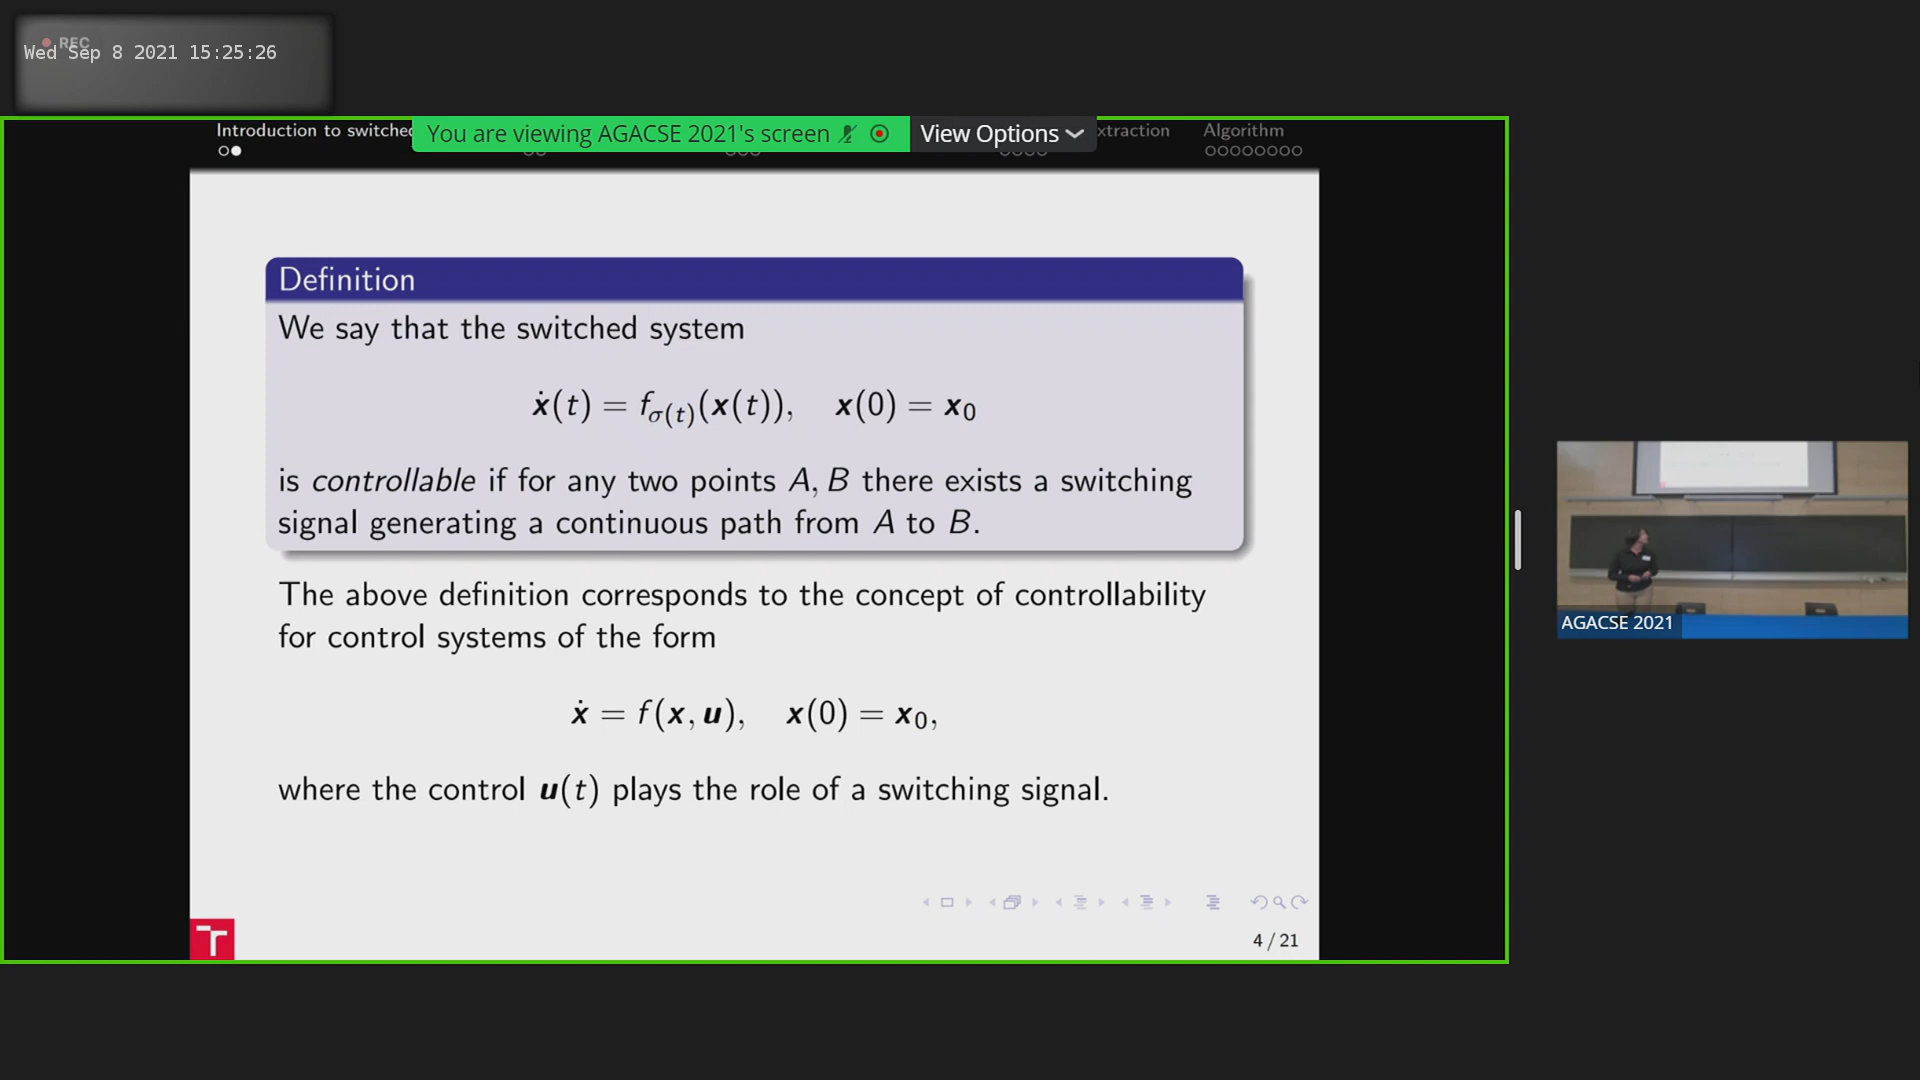 REC
Wed Sep 8 2021 15:25:26
Introduction to switched
You are viewing AGACSE 2021's screen
View Options
xtraction
Algorithm
Definition
We say that the switched system
ẋ(t) = f_σ(t)(x(t)), x(0) = x₀
is controllable if for any two points A, B there exists a switching
signal generating a continuous path from A to B.
The above definition corresponds to the concept of controllability
for control systems of the form
ẋ = f(x, u), x(0) = x₀,
where the control u(t) plays the role of a switching signal.
4 / 21
AGACSE 2021